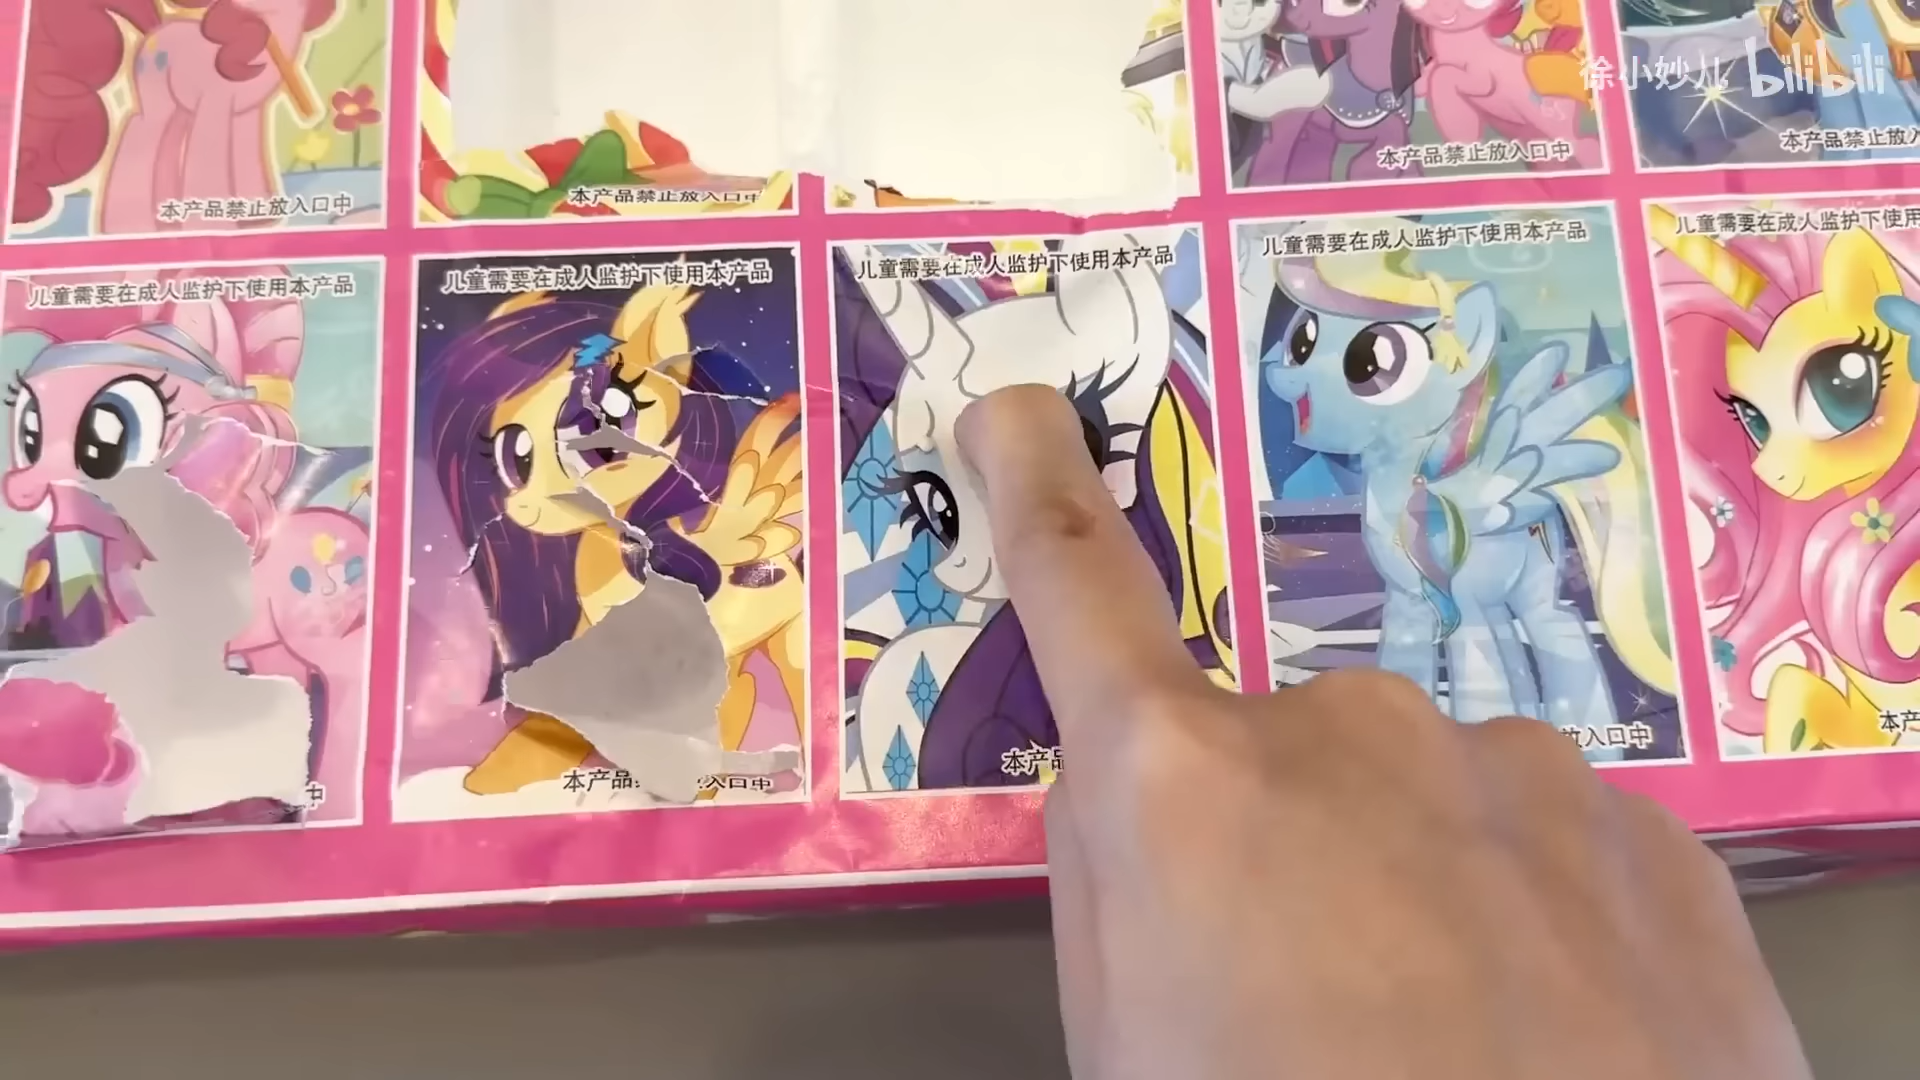 徐小妙儿 bilibili
本产品禁止放入口中
本产品禁止放入口中
本产品禁止放入口中
本产品禁止放入
儿童需要在成人监护下使用本产品
儿童需要在成人监护下使用本产品
儿童需要在成人监护下使用本产品
儿童需要在成人监护下使用本产品
儿童需要在成人监护下使用
中
本产品 入口中
本产品
放入口中
本产